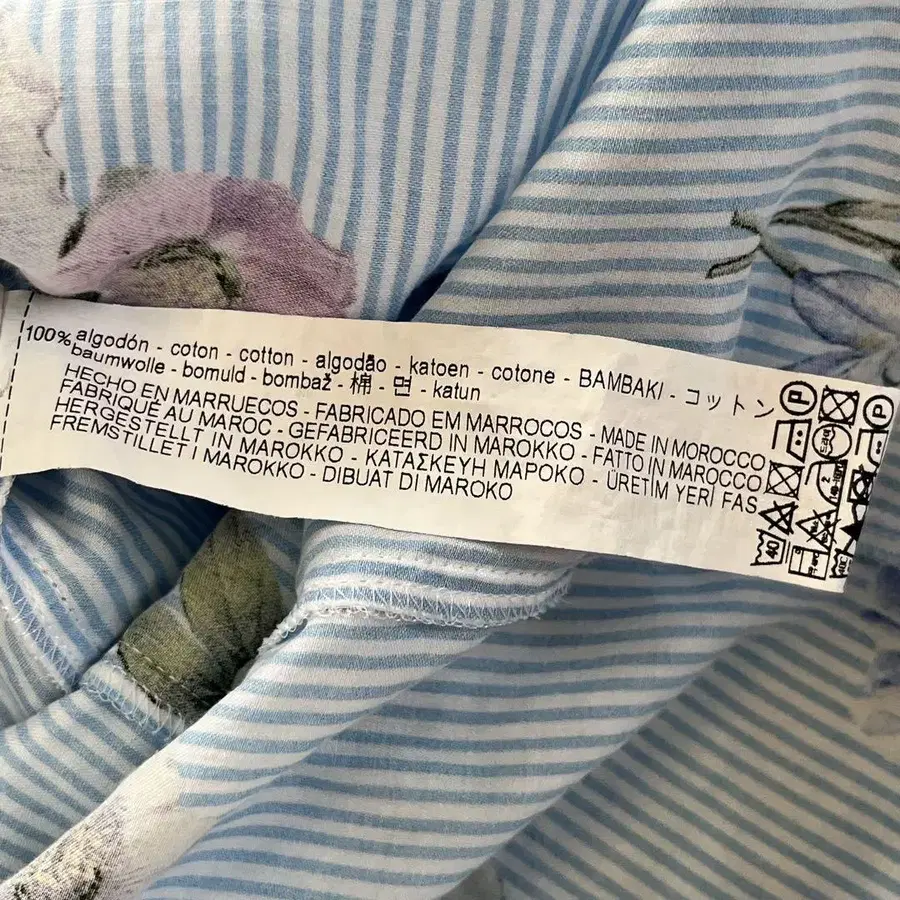 100% algodón - coton - cotton - algodão - katoen - cotone - BAMBAKI - コットン
baumwolle - bomuld - bombaž - 棉 - 면 - katun
HECHO EN MARRUECOS - FABRICADO EM MARROCOS - MADE IN MOROCCO
FABRIQUÉ AU MAROC - GEFABRICEERD IN MAROKKO - FATTO IN MAROCCO
HERGESTELLT IN MAROKKO - ΚΑΤΑΣΚΕΥΗ ΜΑΡΟΚΟ - ÜRETİM YERİ FAS
FREMSTILLET I MAROKKO - DIBUAT DI MAROKO
P
P
40